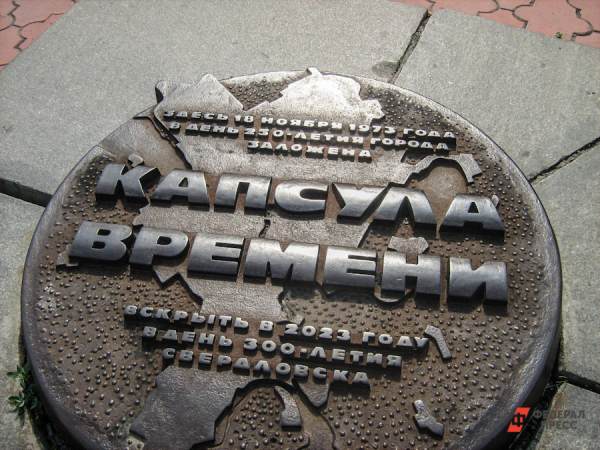 ЗДЕСЬ 18 НОЯБРЯ 1973 ГОДА
В ДЕНЬ 250-ЛЕТИЯ ГОРОДА
ЗАЛОЖЕНА
КАПСУЛА
ВРЕМЕНИ
ВСКРЫТЬ В 2023 ГОДУ
В ДЕНЬ 300-ЛЕТИЯ
СВЕРДЛОВСКА
ФЕДЕРАЛ
ПРЕСС